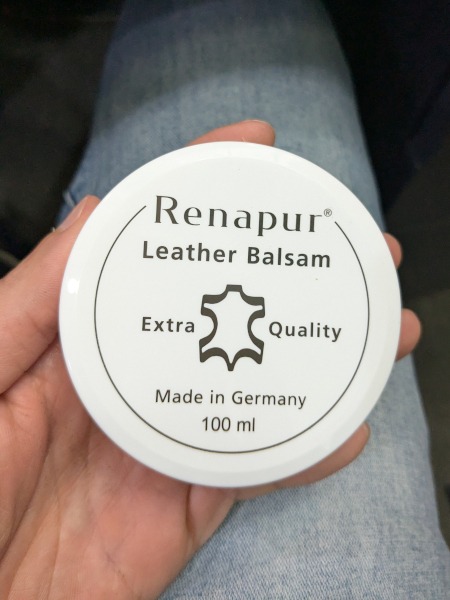 Renapur®
Leather Balsam
Extra Quality
Made in Germany
100 ml